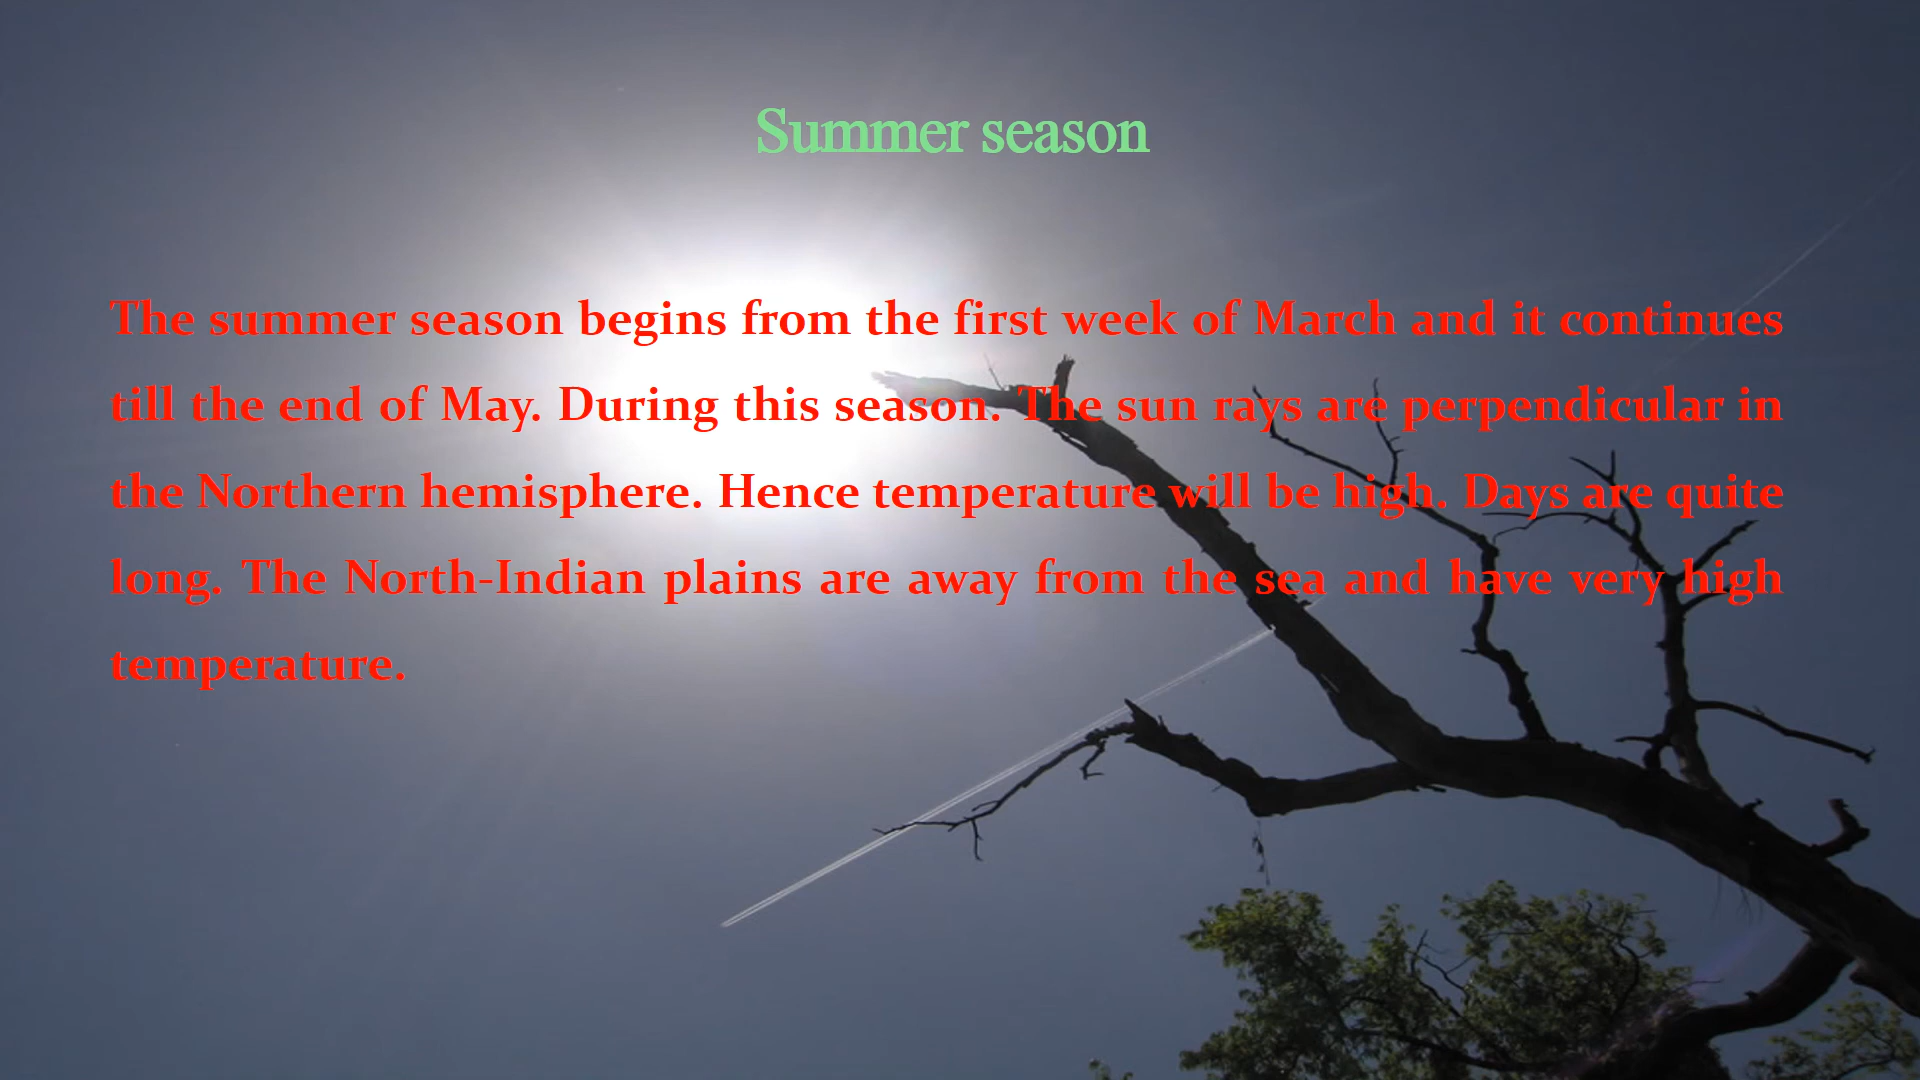 Summer season
The summer season begins from the first week of March and it continues
till the end of May. During this season. The sun rays are perpendicular in
the Northern hemisphere. Hence temperature will be high. Days are quite
long. The North-Indian plains are away from the sea and have very high
temperature.